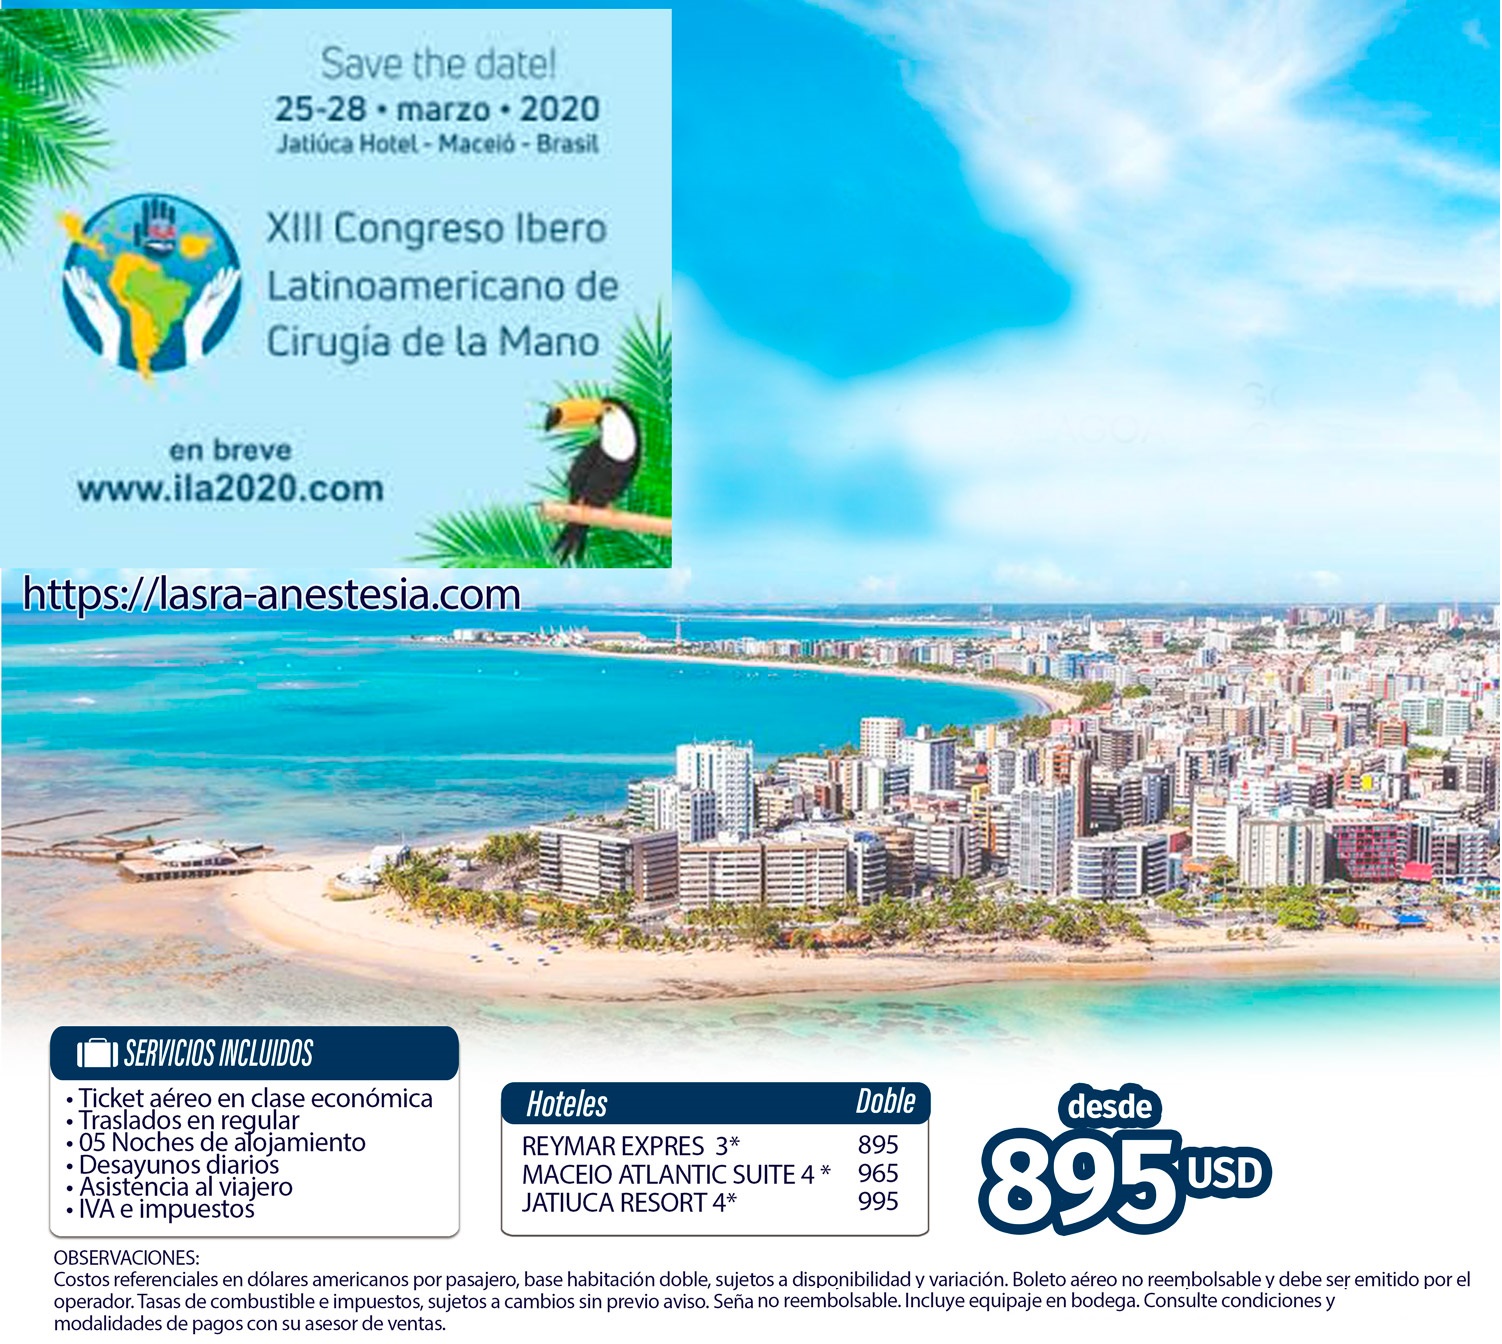 Save the date!
25-28 • marzo • 2020
Jatiúca Hotel - Maceió - Brasil
XIII Congreso Ibero
Latinoamericano de
Cirugía de la Mano
en breve
www.ila2020.com
https://lasra-anestesia.com
SERVICIOS INCLUIDOS
• Ticket aéreo en clase económica
• Traslados en regular
• 05 Noches de alojamiento
• Desayunos diarios
• Asistencia al viajero
• IVA e impuestos
Hoteles Doble
REYMAR EXPRES 3* 895
MACEIO ATLANTIC SUITE 4 * 965
JATIUCA RESORT 4* 995
desde
895 USD
OBSERVACIONES:
Costos referenciales en dólares americanos por pasajero, base habitación doble, sujetos a disponibilidad y variación. Boleto aéreo no reembolsable y debe ser emitido por el
operador. Tasas de combustible e impuestos, sujetos a cambios sin previo aviso. Seña no reembolsable. Incluye equipaje en bodega. Consulte condiciones y
modalidades de pagos con su asesor de ventas.